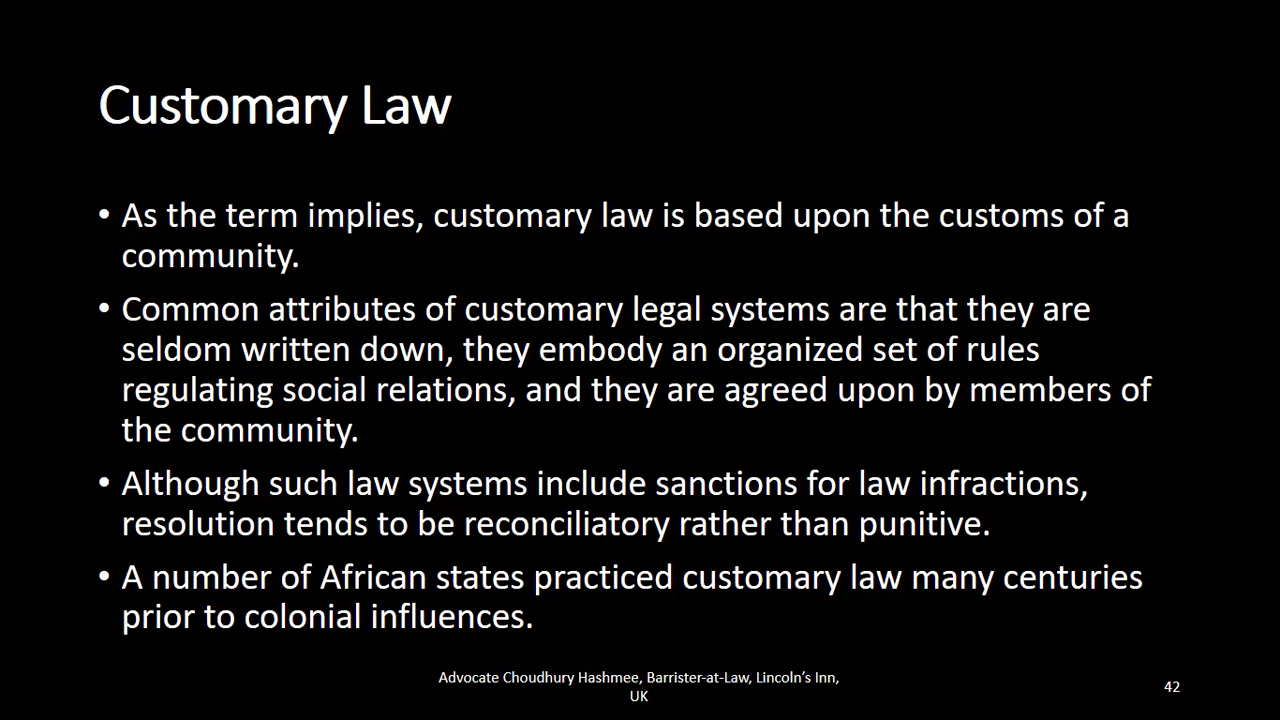 Customary Law
• As the term implies, customary law is based upon the customs of a
community.
• Common attributes of customary legal systems are that they are
seldom written down, they embody an organized set of rules
regulating social relations, and they are agreed upon by members of
the community.
• Although such law systems include sanctions for law infractions,
resolution tends to be reconciliatory rather than punitive.
• A number of African states practiced customary law many centuries
prior to colonial influences.
Advocate Choudhury Hashmee, Barrister-at-Law, Lincoln’s Inn,
UK
42